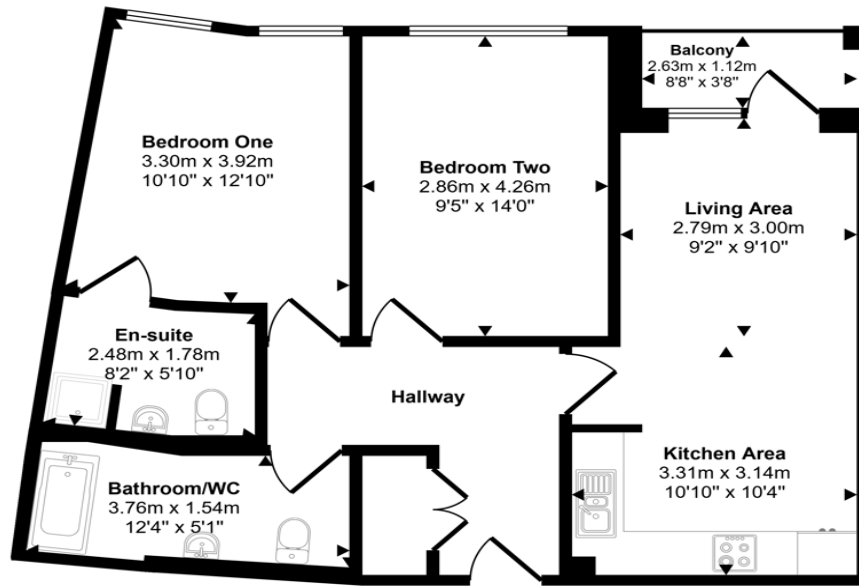 Balcony
2.63m x 1.12m
8'8" x 3'8"
Bedroom One
3.30m x 3.92m
10'10" x 12'10"
Bedroom Two
2.86m x 4.26m
9'5" x 14'0"
Living Area
2.79m x 3.00m
9'2" x 9'10"
En-suite
2.48m x 1.78m
8'2" x 5'10"
Hallway
Kitchen Area
3.31m x 3.14m
10'10" x 10'4"
Bathroom/WC
3.76m x 1.54m
12'4" x 5'1"